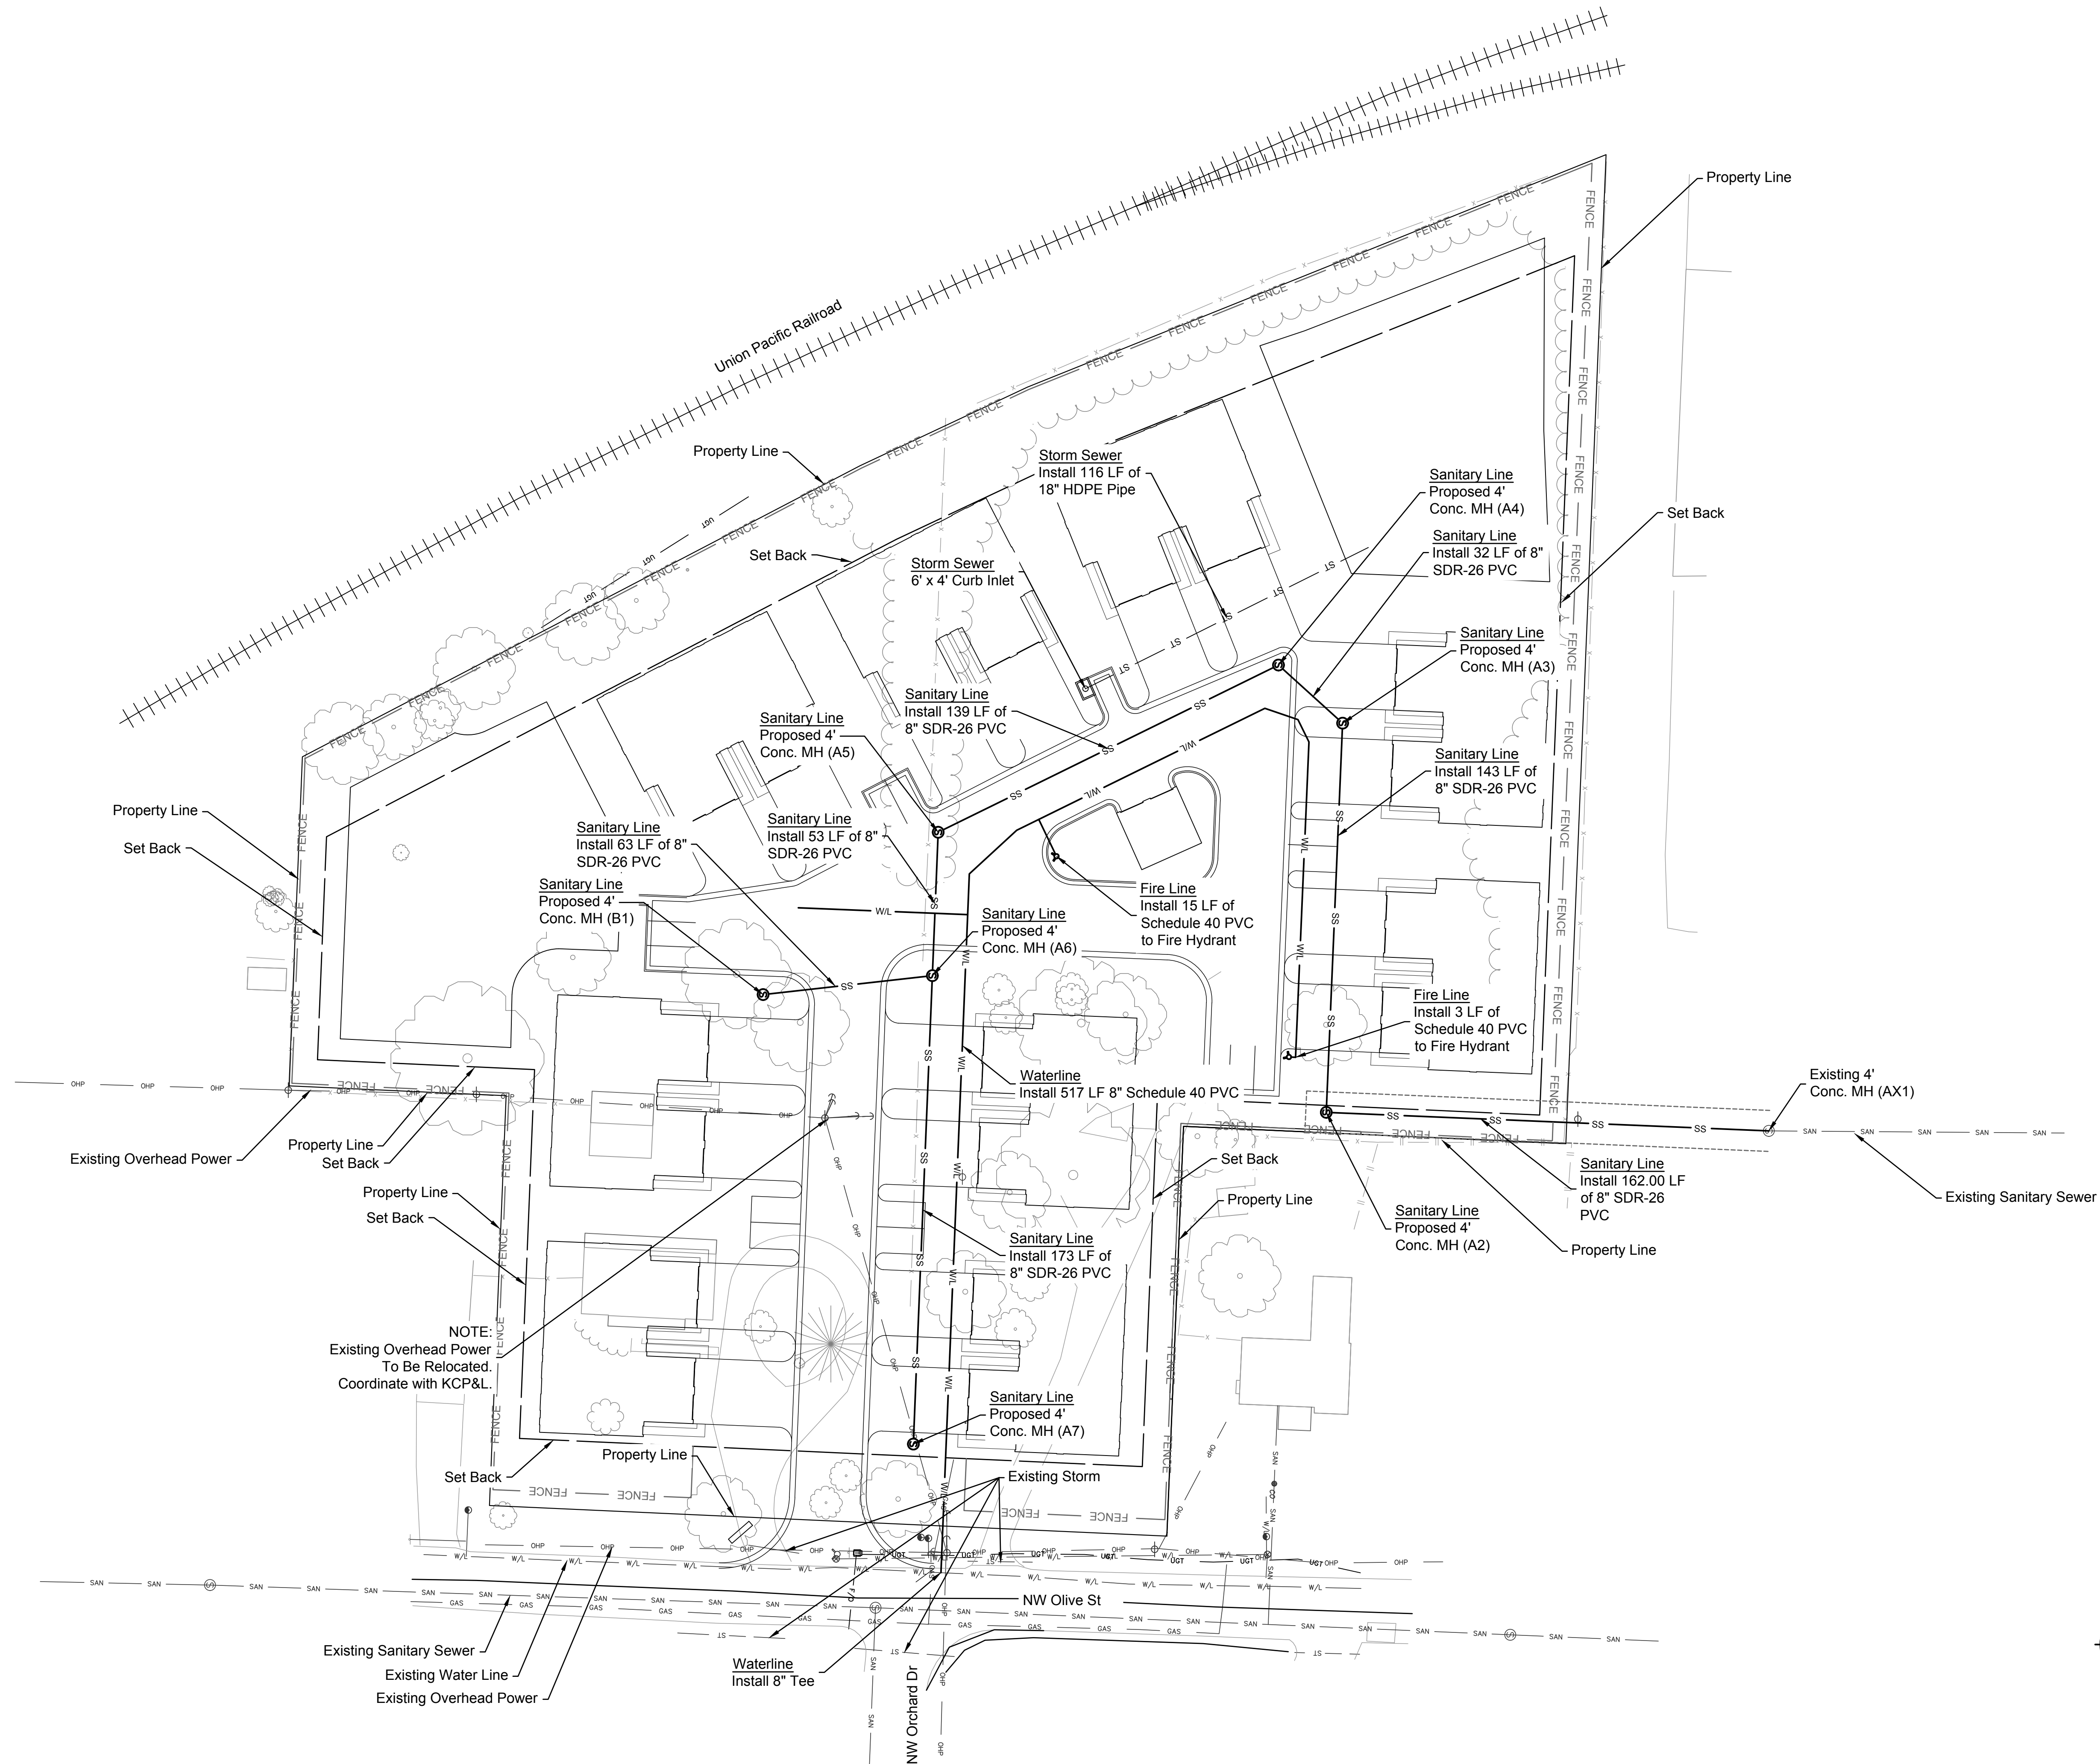 Union Pacific Railroad
Property Line
Property Line
Storm Sewer
Install 116 LF of
18" HDPE Pipe
Sanitary Line
Proposed 4'
Conc. MH (A4)
Set Back
Sanitary Line
Install 32 LF of 8"
SDR-26 PVC
Set Back
Storm Sewer
6' x 4' Curb Inlet
Sanitary Line
Proposed 4'
Conc. MH (A3)
Sanitary Line
Install 139 LF of
8" SDR-26 PVC
Sanitary Line
Proposed 4'
Conc. MH (A5)
Sanitary Line
Install 143 LF of
8" SDR-26 PVC
Property Line
Set Back
Sanitary Line
Install 63 LF of 8"
SDR-26 PVC
Sanitary Line
Install 53 LF of 8"
SDR-26 PVC
Sanitary Line
Proposed 4'
Conc. MH (B1)
Fire Line
Install 15 LF of
Schedule 40 PVC
to Fire Hydrant
Sanitary Line
Proposed 4'
Conc. MH (A6)
Fire Line
Install 3 LF of
Schedule 40 PVC
to Fire Hydrant
Waterline
Install 517 LF 8" Schedule 40 PVC
Existing 4'
Conc. MH (AX1)
Existing Overhead Power
Property Line
Set Back
Set Back
Property Line
Sanitary Line
Install 162.00 LF
of 8" SDR-26
PVC
Existing Sanitary Sewer
Property Line
Set Back
Sanitary Line
Proposed 4'
Conc. MH (A2)
Property Line
Sanitary Line
Install 173 LF of
8" SDR-26 PVC
NOTE:
Existing Overhead Power
To Be Relocated.
Coordinate with KCP&L.
Sanitary Line
Proposed 4'
Conc. MH (A7)
Property Line
Set Back
Existing Storm
NW Olive St
Existing Sanitary Sewer
Existing Water Line
Existing Overhead Power
Waterline
Install 8" Tee
NW Orchard Dr
FENCE
UGT
ST
SS
W/L
OHP
SAN
GAS
F/O
CO